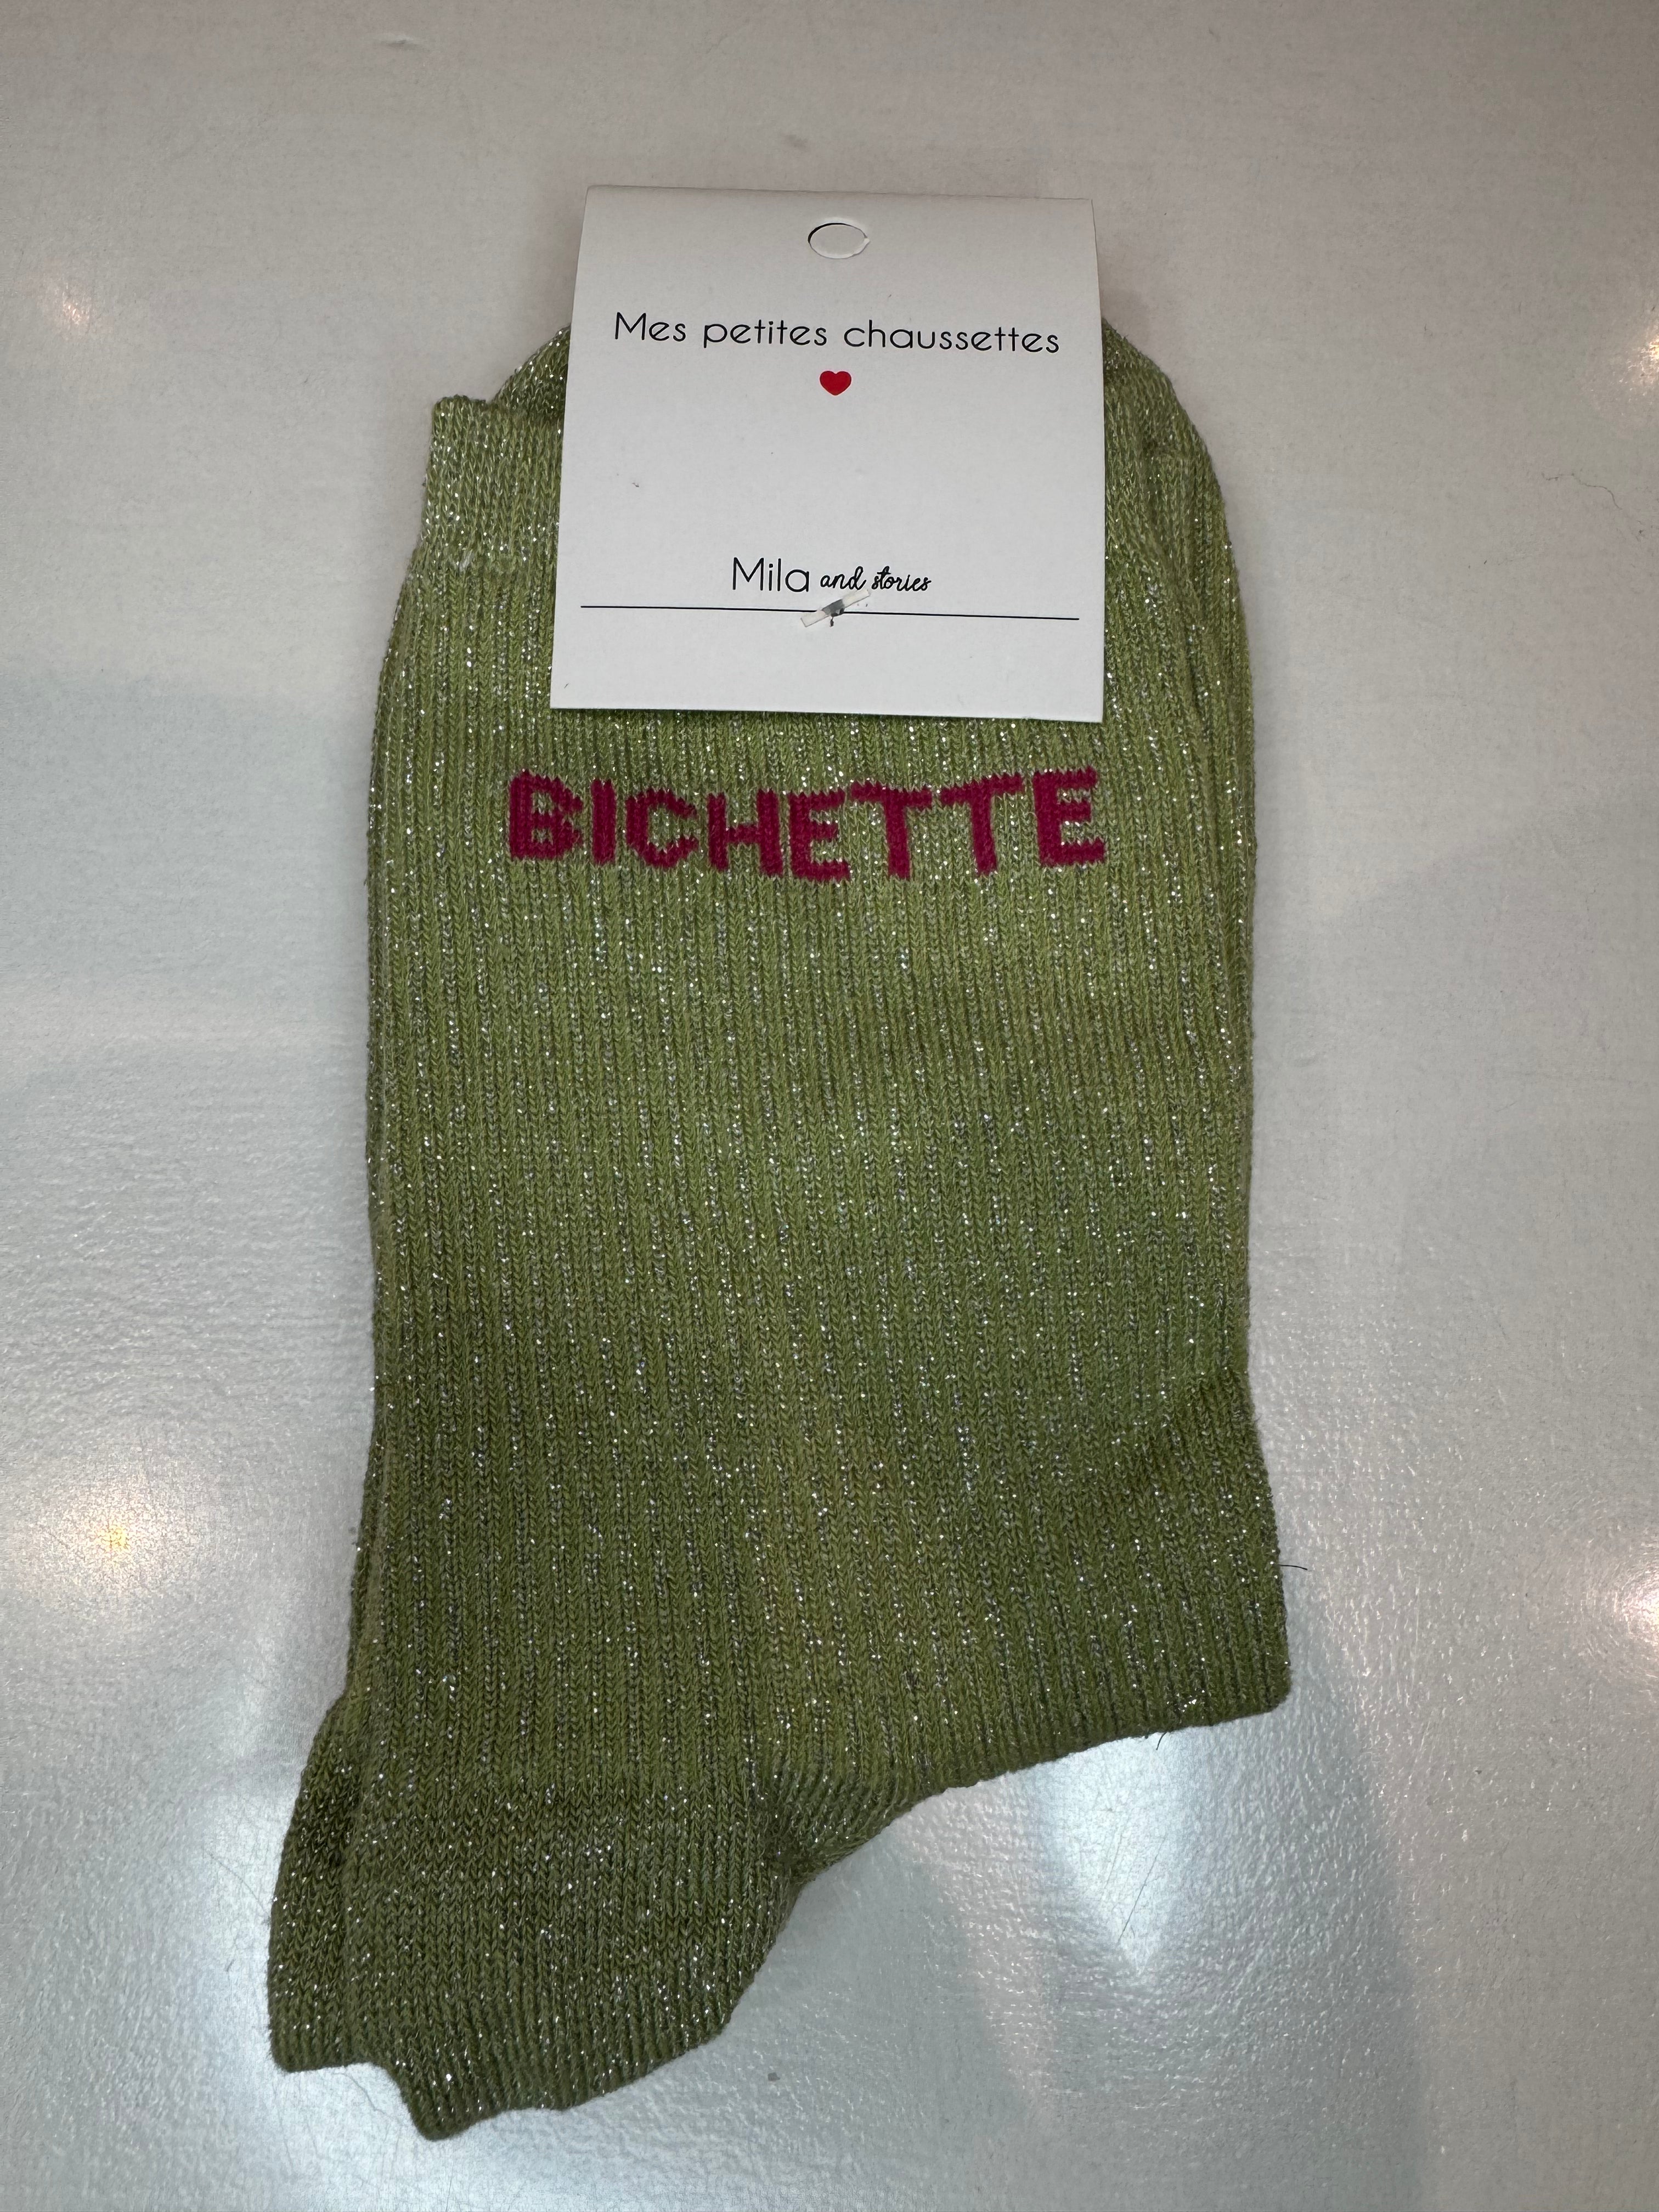 Mes petites chaussettes
Mila and stories
BICHETTE